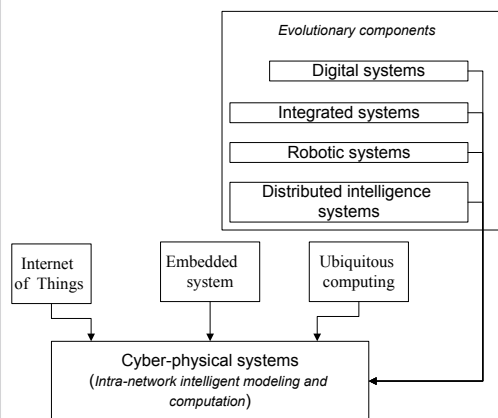 Evolutionary components
Digital systems
Integrated systems
Robotic systems
Distributed intelligence
systems
Internet
of Things
Embedded
system
Ubiquitous
computing
Cyber-physical systems
(Intra-network intelligent modeling and
computation)